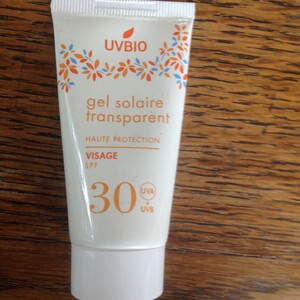 UVBIO
gel solaire
transparent
HAUTE PROTECTION
VISAGE
SPF
30 UVA
+ UVB